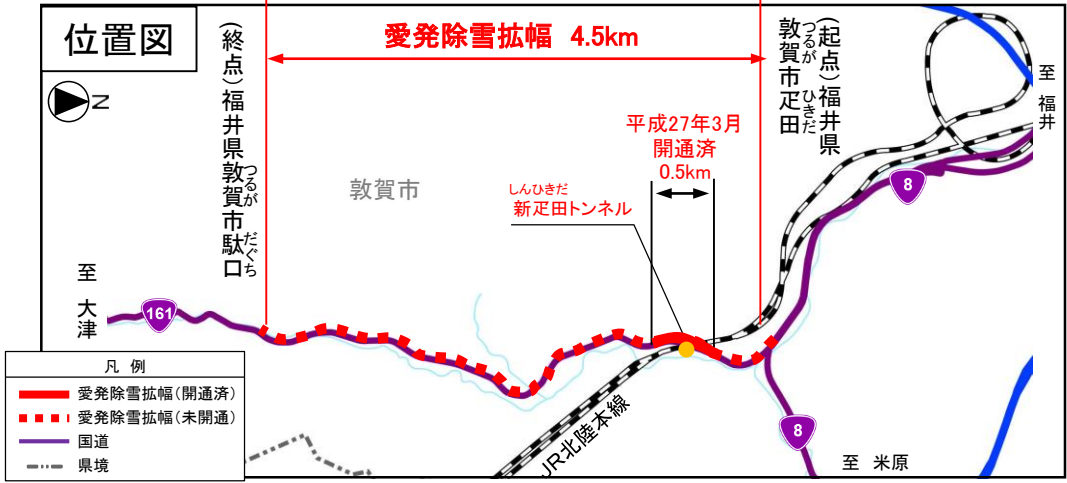 位置図
N
愛発除雪拡幅 4.5km
(起点)福井県
敦賀市疋田
つるが ひきだ
(終点)福井県敦賀市駄口
つるが だぐち
至 福井
平成27年3月
開通済
0.5km
しんひきだ
新疋田トンネル
敦賀市
8
至 大津
161
JR北陸本線
8
至 米原
凡 例
愛発除雪拡幅(開通済)
愛発除雪拡幅(未開通)
国道
県境